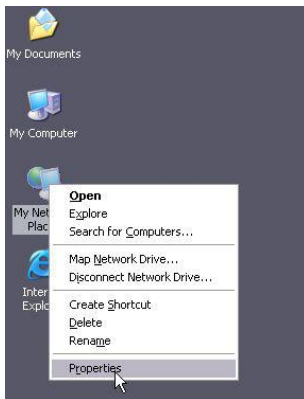 My Documents
My Computer
My Net
Plac
Open
Explore
Search for Computers...
Map Network Drive...
Disconnect Network Drive...
Inter
Explo
Create Shortcut
Delete
Rename
Properties